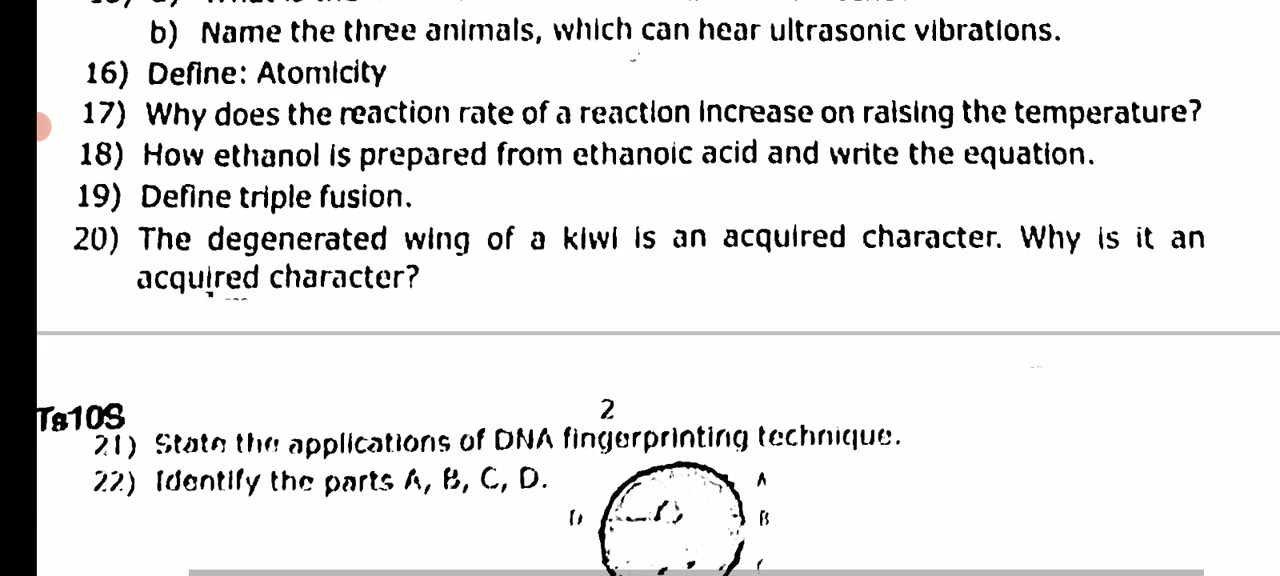 b) Name the three animals, which can hear ultrasonic vibrations.
16) Define: Atomicity
17) Why does the reaction rate of a reaction increase on raising the temperature?
18) How ethanol is prepared from ethanoic acid and write the equation.
19) Define triple fusion.
20) The degenerated wing of a kiwi is an acquired character. Why is it an
acquired character?
Ts10S
2
21) State the applications of DNA fingerprinting technique.
22) Identify the parts A, B, C, D.
A
D
B